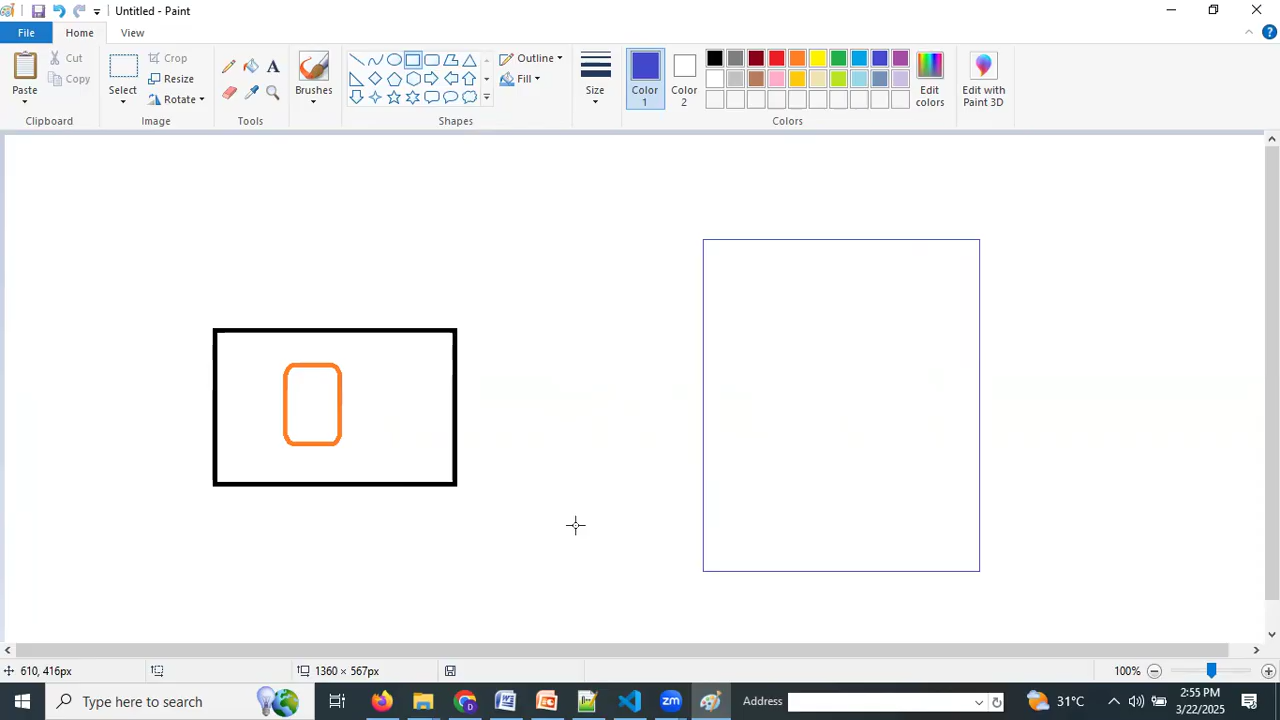 Untitled - Paint
File
Home
View
Paste
Cut
Copy
Clipboard
Select
Crop
Resize
Rotate
Image
A
Tools
Brushes
Outline
Fill
Shapes
Size
Color 1
Color 2
Edit colors
Colors
Edit with Paint 3D
610, 416px
1360 × 567px
100%
Type here to search
D
W
P
zm
Address
31°C
2:55 PM
3/22/2025